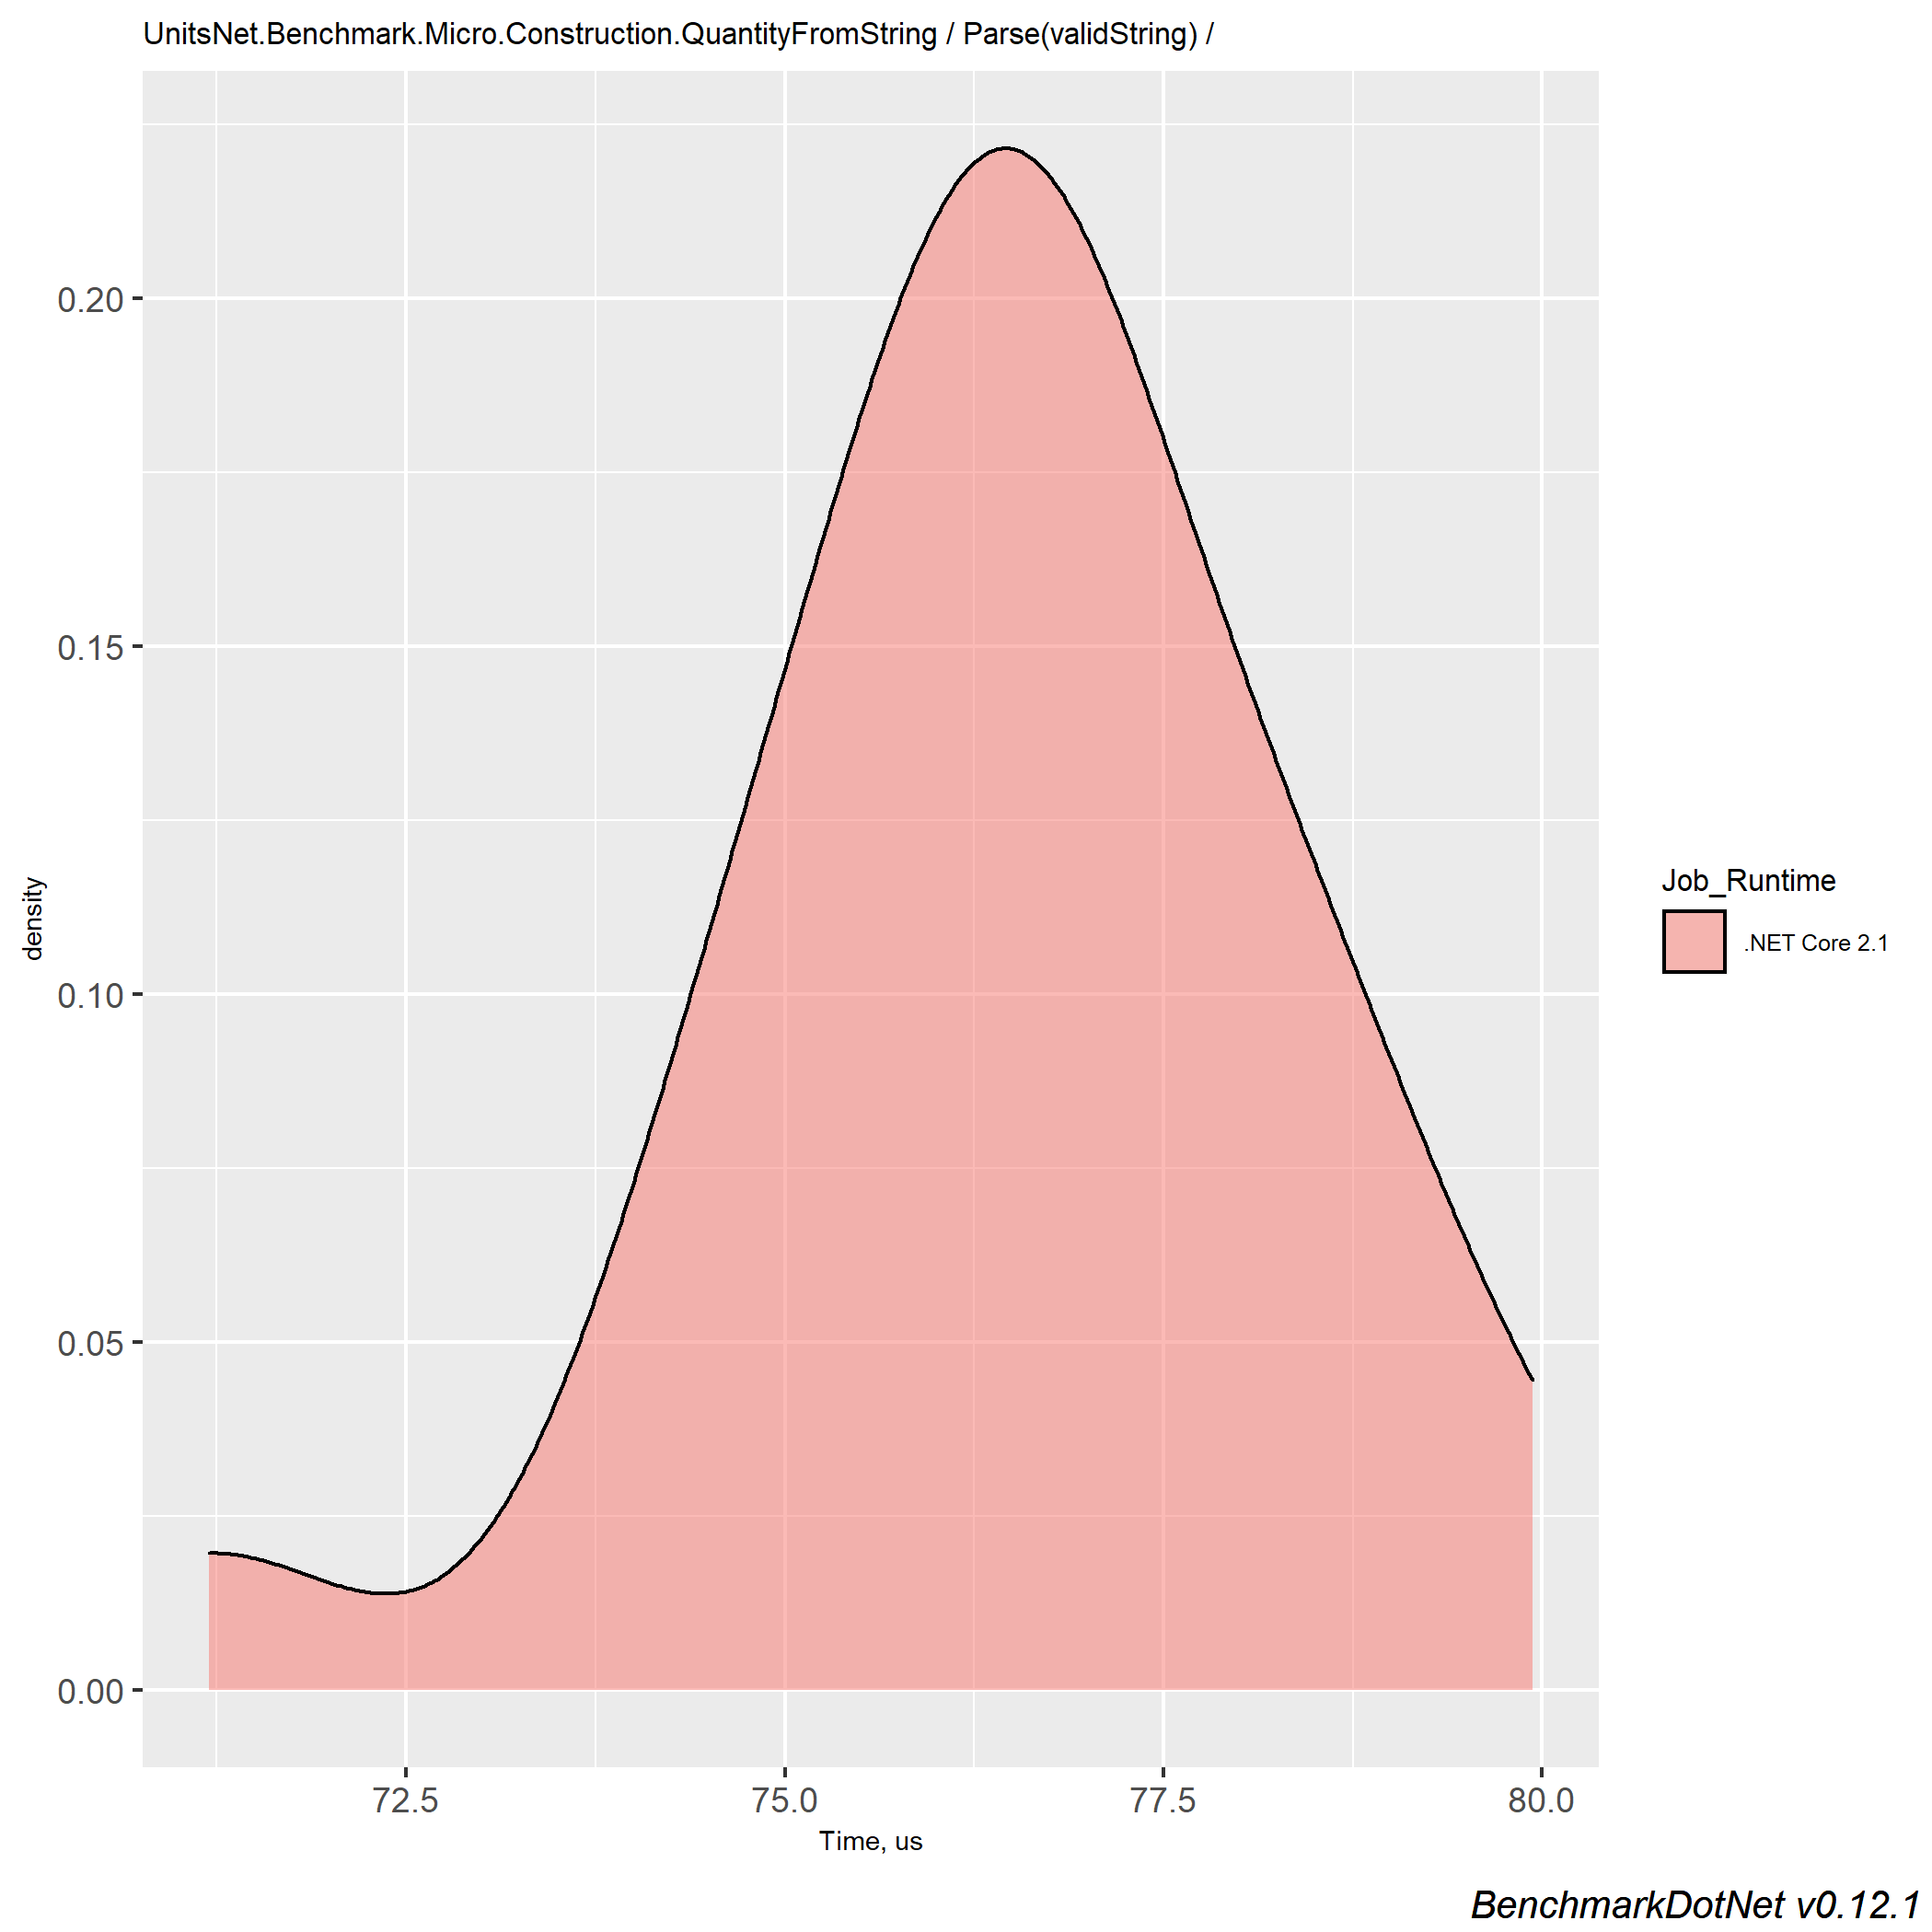 UnitsNet.Benchmark.Micro.Construction.QuantityFromString / Parse(validString) /
0.20
0.15
0.10
0.05
0.00
density
72.5 75.0 77.5 80.0
Time, us
Job_Runtime
.NET Core 2.1
BenchmarkDotNet v0.12.1